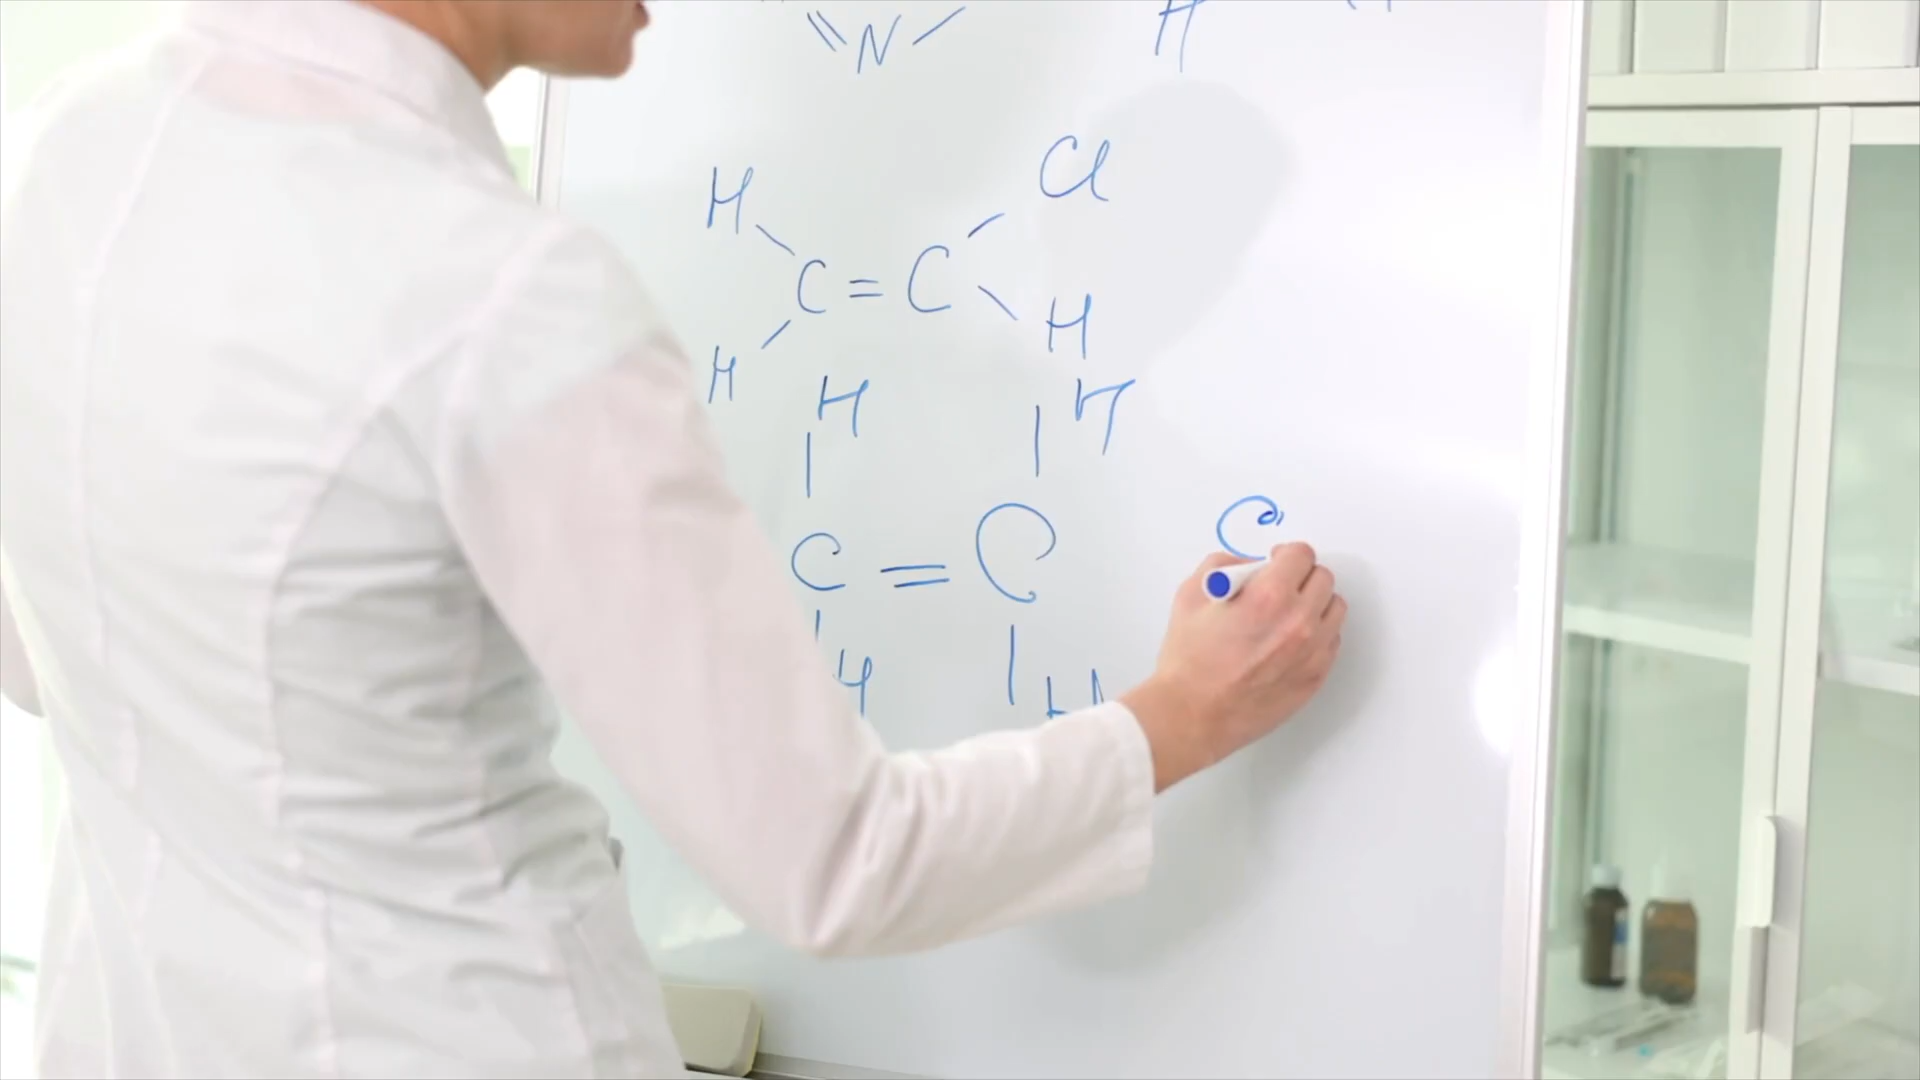 =N— H
H Cl
C=C
H H
H H
C=C C
H H